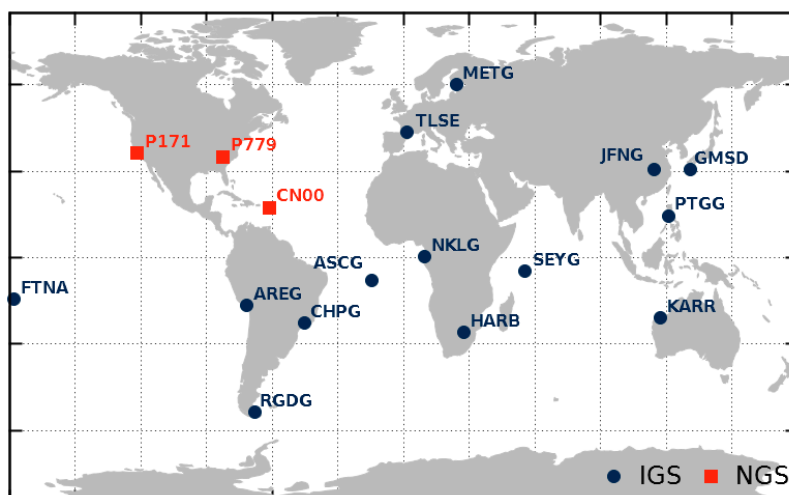 METG
TLSE
P171
P779
JFNG
GMSD
CN00
PTGG
NKLG
SEYG
ASCG
FTNA
AREG
CHPG
HARB
KARR
RGDG
IGS
NGS